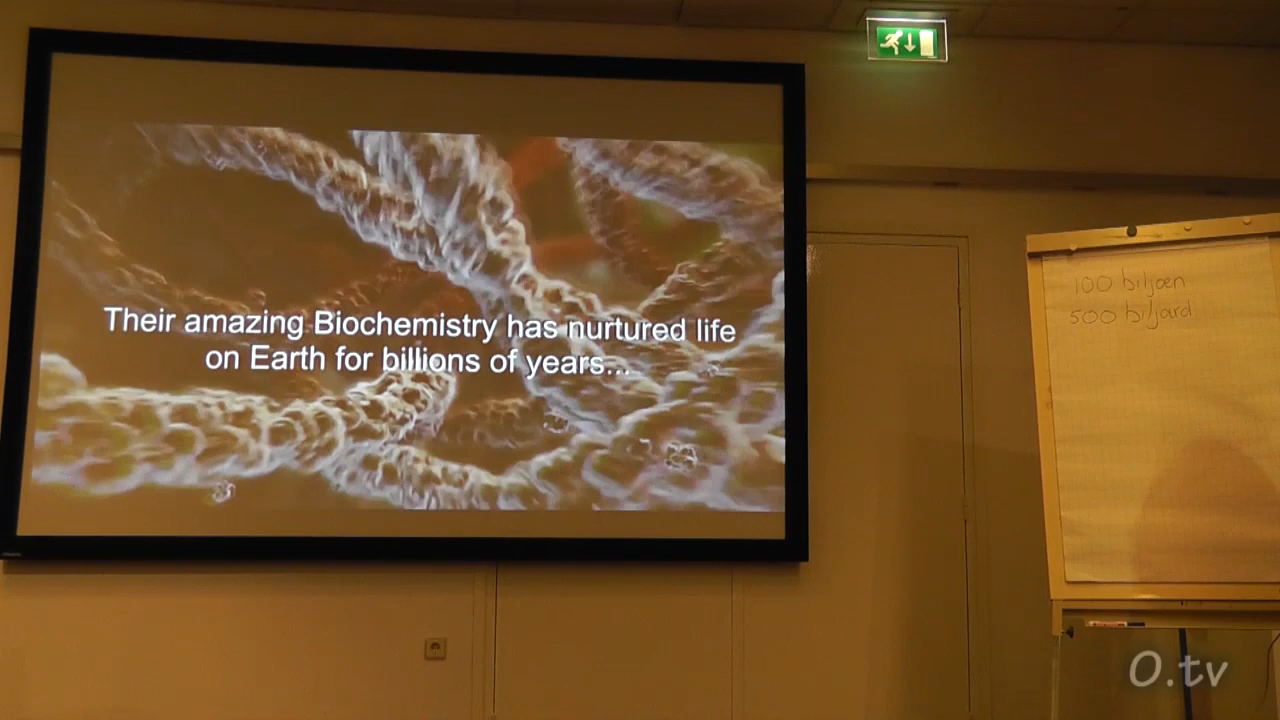 Their amazing Biochemistry has nurtured life
on Earth for billions of years...
100 biljoen
500 biljard
O.tv